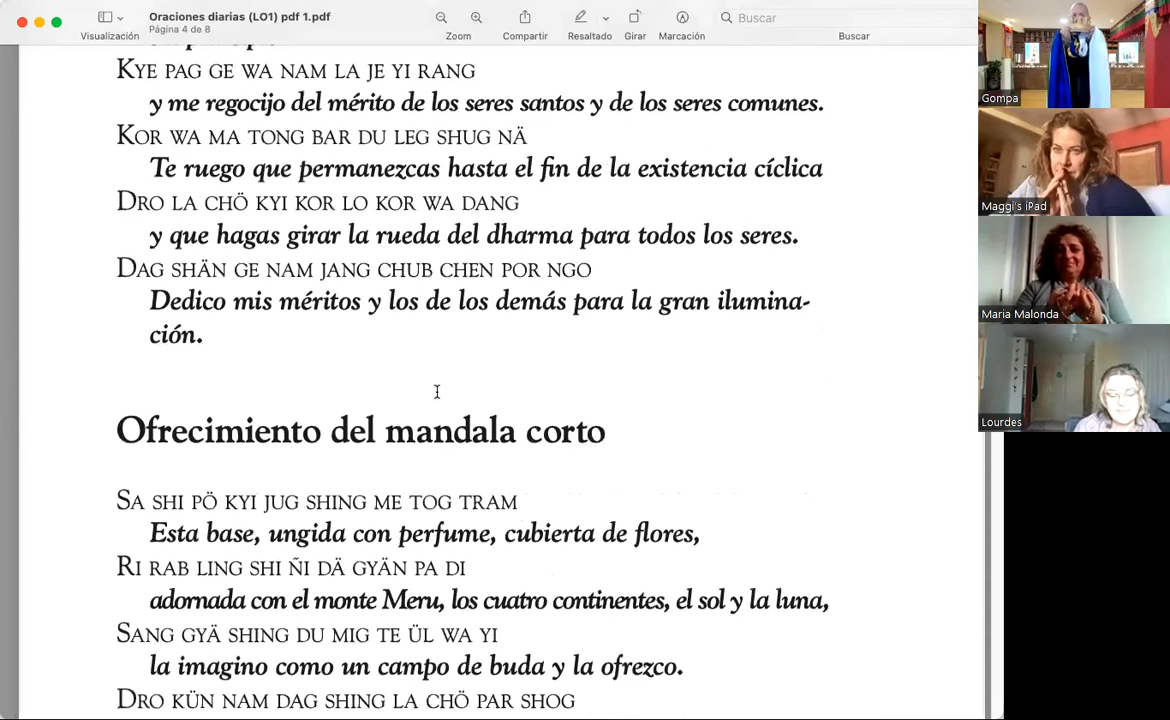 Oraciones diarias (LO1) pdf 1.pdf
Página 4 de 8
Visualización
Zoom
Compartir
Resaltado
Girar
Marcación
Buscar
Buscar
KYE PAG GE WA NAM LA JE YI RANG
y me regocijo del mérito de los seres santos y de los seres comunes.
KOR WA MA TONG BAR DU LEG SHUG NÄ
Te ruego que permanezcas hasta el fin de la existencia cíclica
DRO LA CHÖ KYI KOR LO KOR WA DANG
y que hagas girar la rueda del dharma para todos los seres.
DAG SHÄN GE NAM JANG CHUB CHEN POR NGO
Dedico mis méritos y los de los demás para la gran ilumina-
ción.
Ofrecimiento del mandala corto
SA SHI PÖ KYI JUG SHING ME TOG TRAM
Esta base, ungida con perfume, cubierta de flores,
RI RAB LING SHI ÑI DÄ GYÄN PA DI
adornada con el monte Meru, los cuatro continentes, el sol y la luna,
SANG GYÄ SHING DU MIG TE ÜL WA YI
la imagino como un campo de buda y la ofrezco.
DRO KÜN NAM DAG SHING LA CHÖ PAR SHOG
Gompa
Maggi's iPad
Maria Malonda
Lourdes